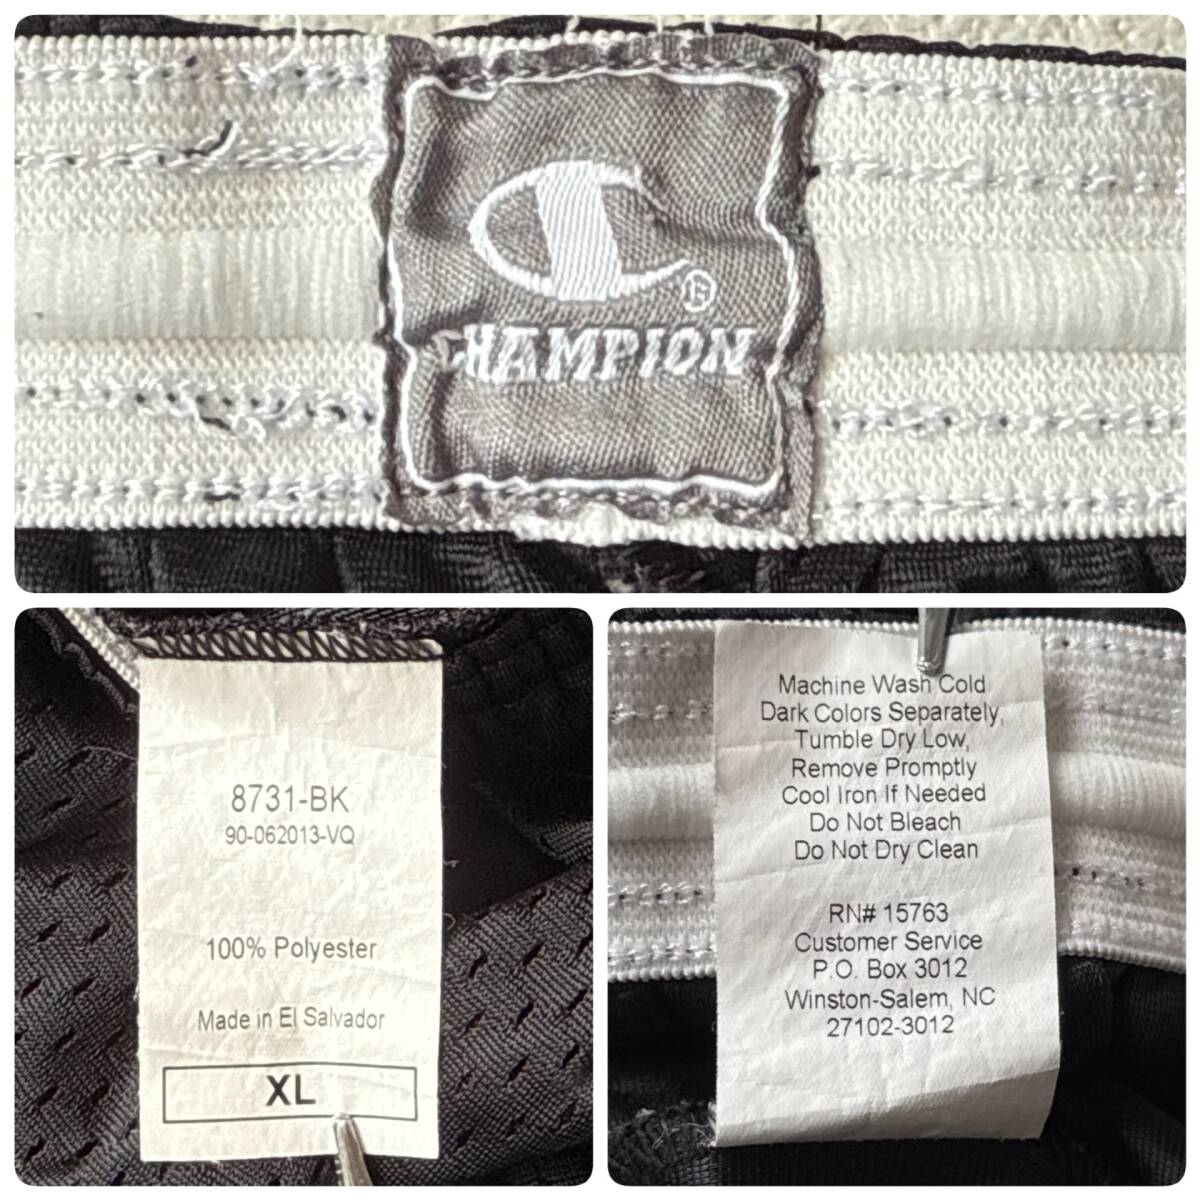 C®
CHAMPION
8731-BK
90-062013-VQ
100% Polyester
Made in El Salvador
XL
Machine Wash Cold
Dark Colors Separately,
Tumble Dry Low,
Remove Promptly
Cool Iron If Needed
Do Not Bleach
Do Not Dry Clean
RN# 15763
Customer Service
P.O. Box 3012
Winston-Salem, NC
27102-3012